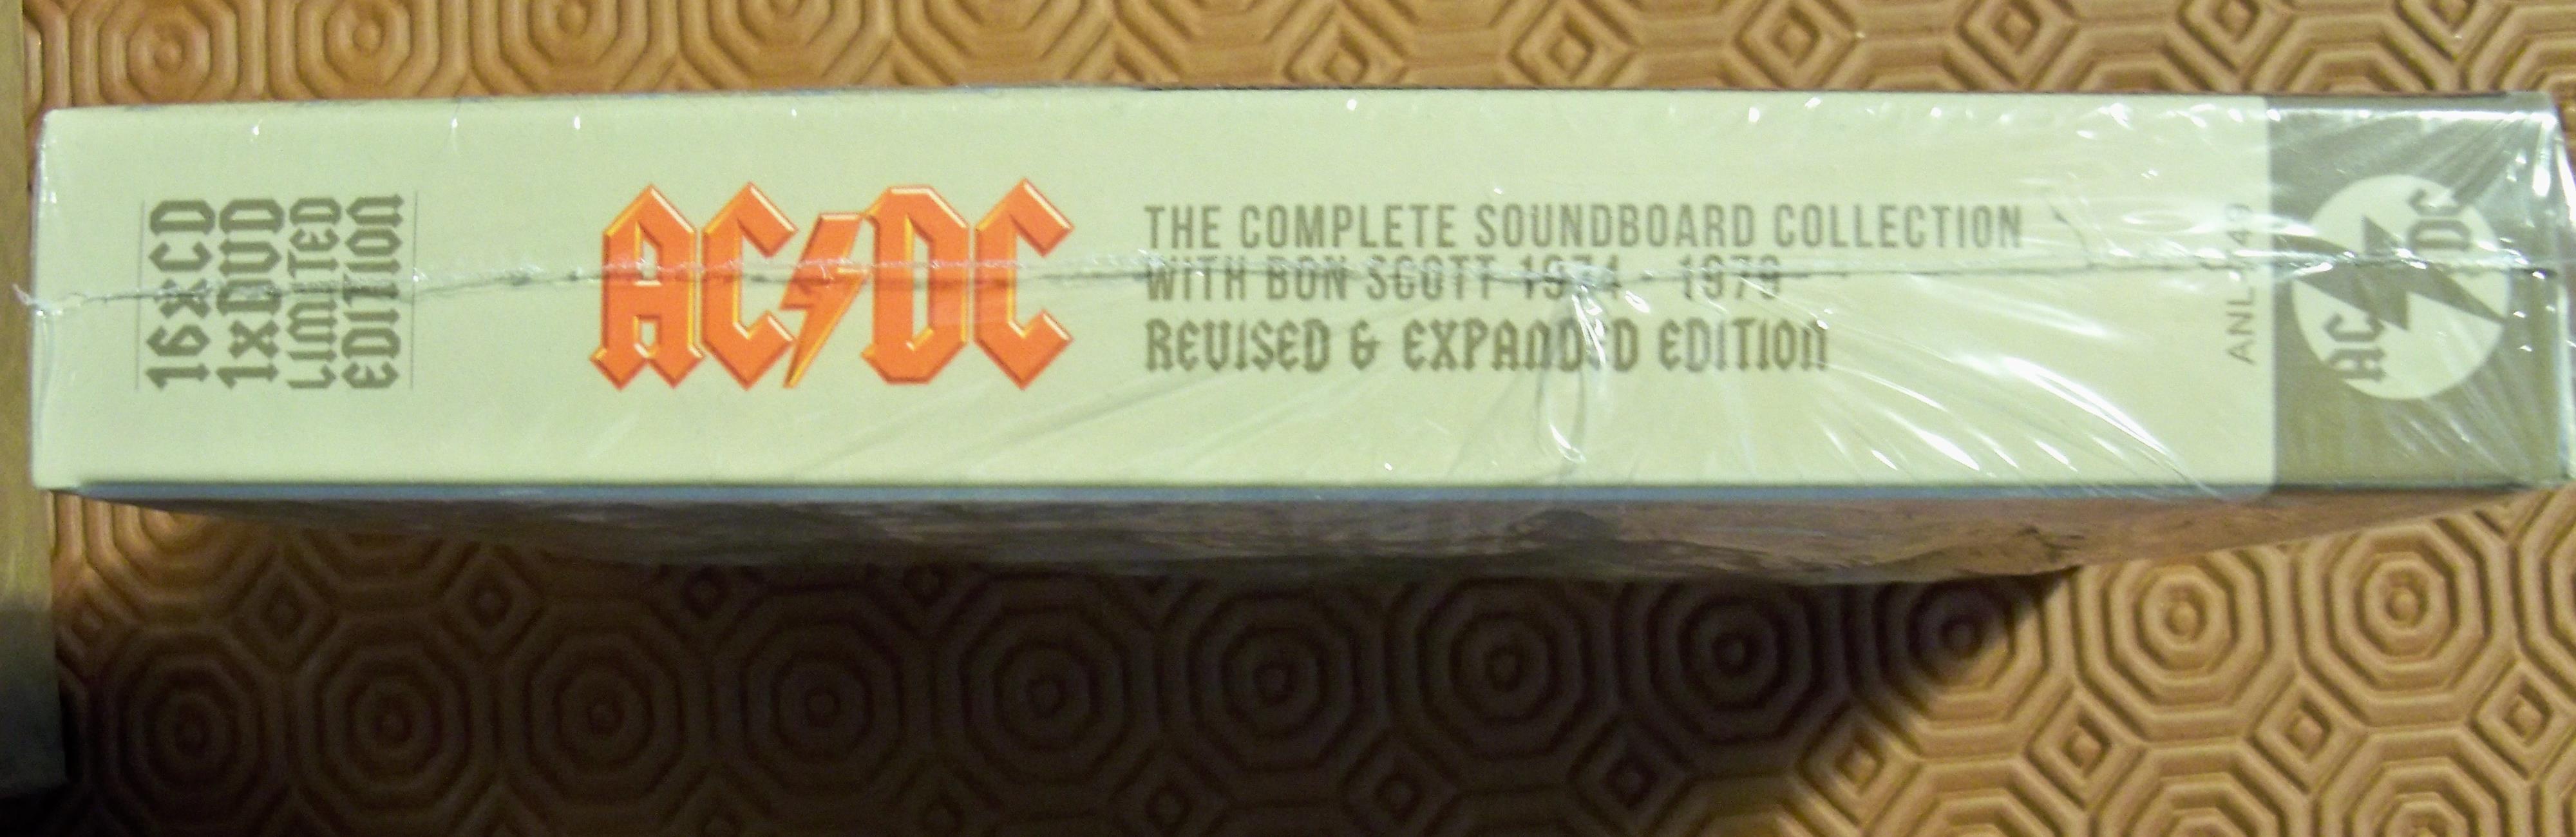 16xCD
1xDVD
LIMITED
EDITION
AC⚡DC
THE COMPLETE SOUNDBOARD COLLECTION
WITH BON SCOTT 1974 - 1979
REVISED & EXPANDED EDITION
AC⚡DC